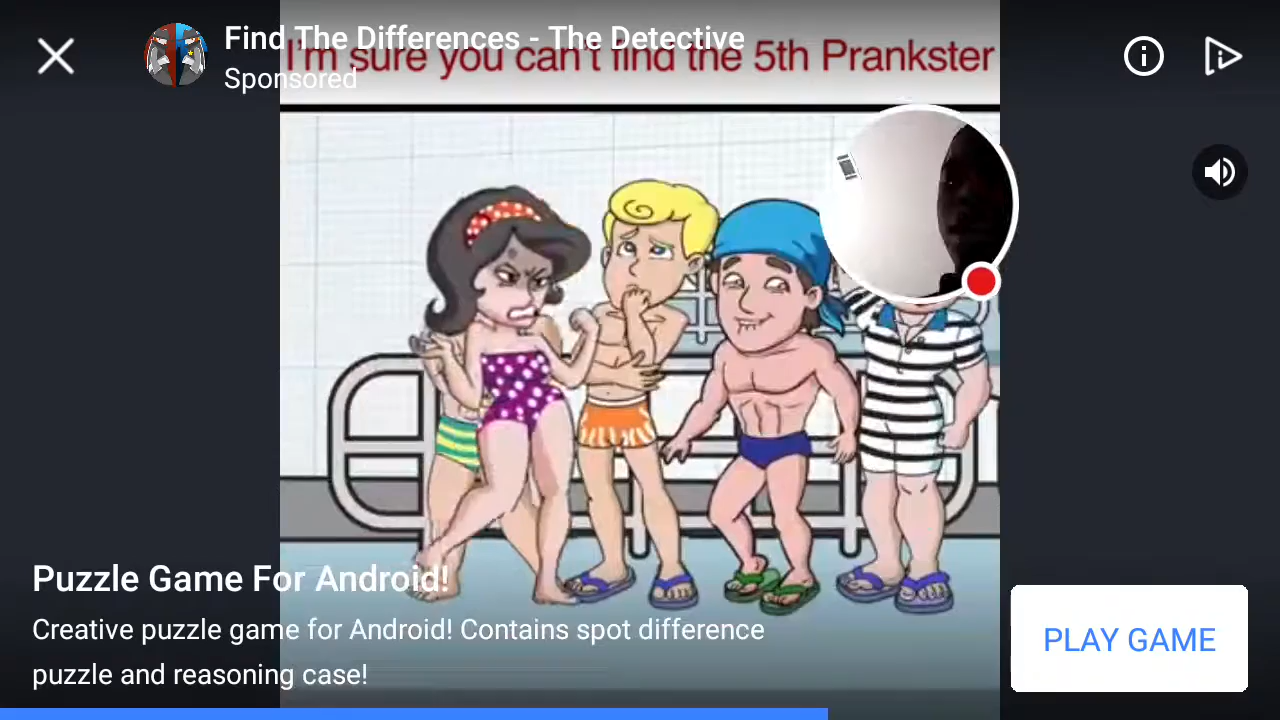 Find The Differences - The Detective
I'm sure you can't find the 5th Prankster
Sponsored
Puzzle Game For Android!
Creative puzzle game for Android! Contains spot difference
puzzle and reasoning case!
PLAY GAME